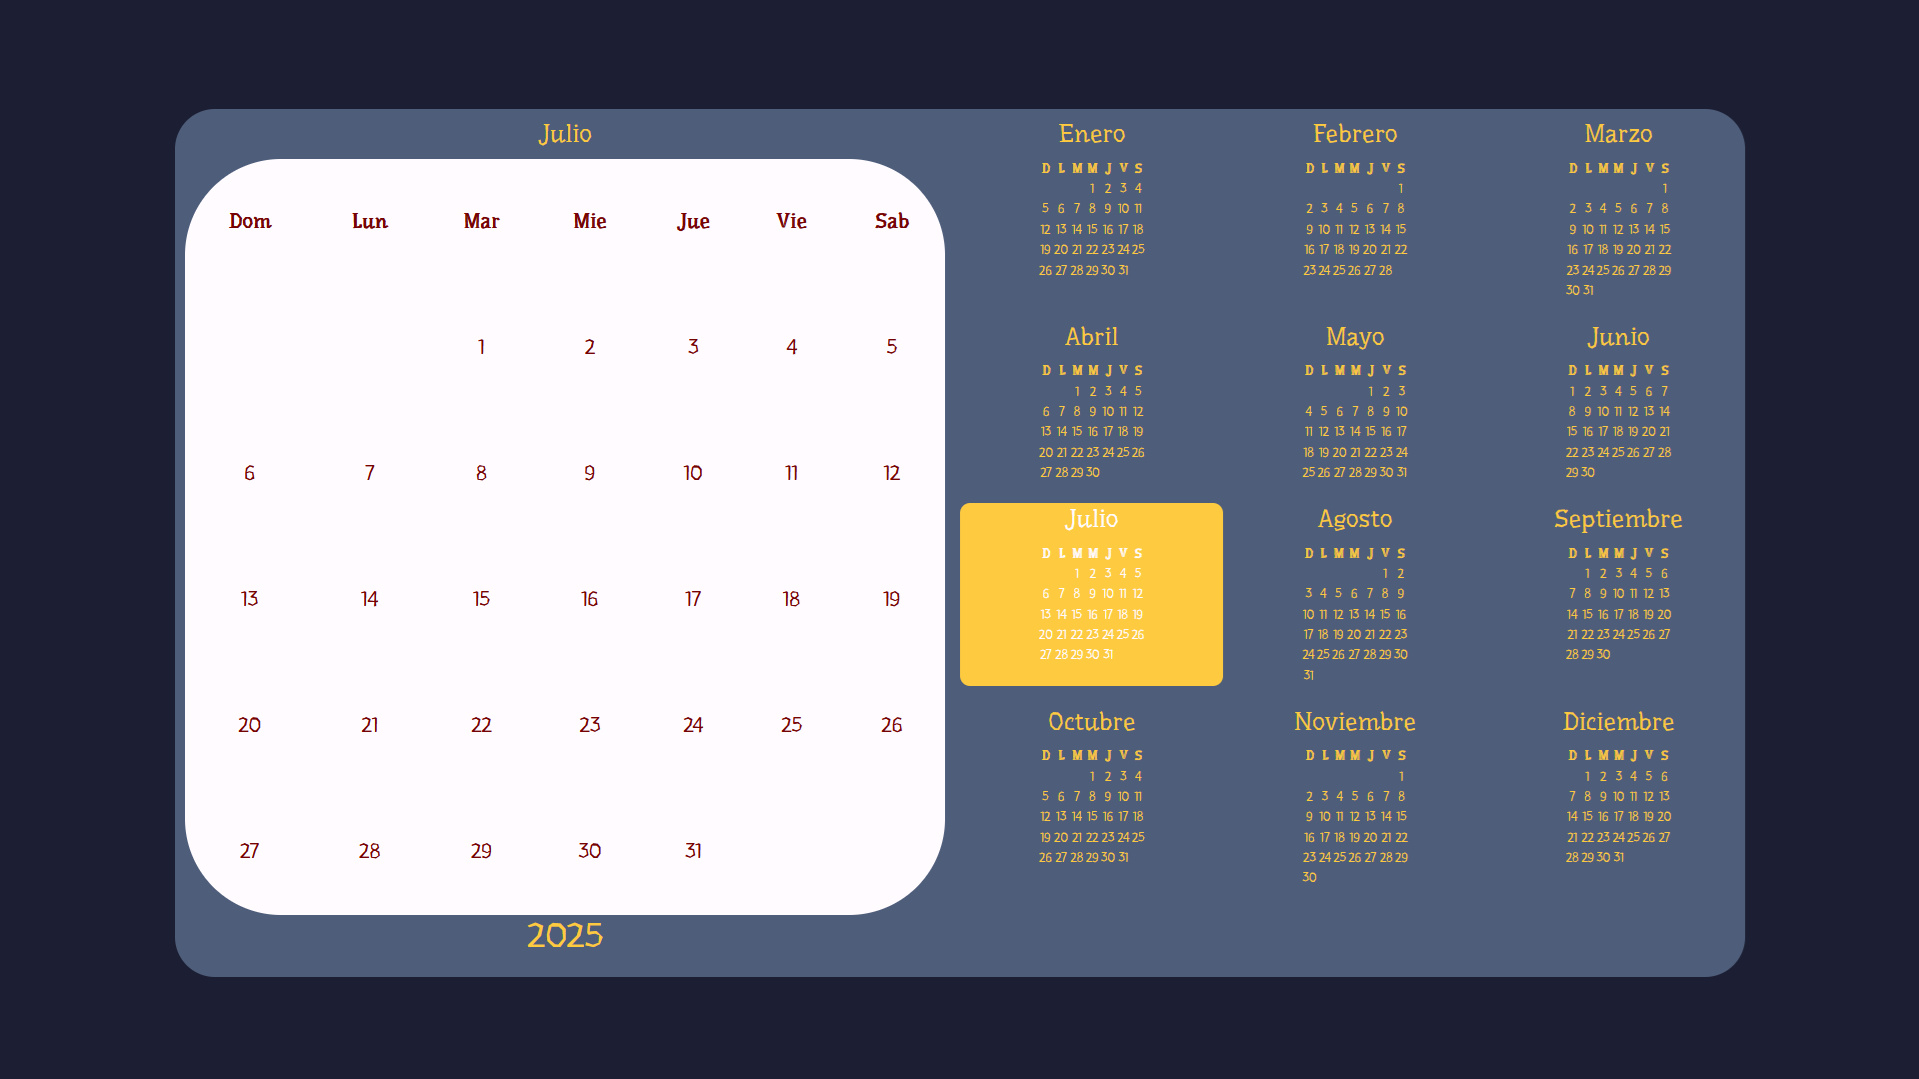 Julio
Dom Lun Mar Mie Jue Vie Sab
1 2 3 4 5
6 7 8 9 10 11 12
13 14 15 16 17 18 19
20 21 22 23 24 25 26
27 28 29 30 31
2025
Enero
D L M M J V S
1 2 3 4
5 6 7 8 9 10 11
12 13 14 15 16 17 18
19 20 21 22 23 24 25
26 27 28 29 30 31
Febrero
D L M M J V S
1
2 3 4 5 6 7 8
9 10 11 12 13 14 15
16 17 18 19 20 21 22
23 24 25 26 27 28
Marzo
D L M M J V S
1
2 3 4 5 6 7 8
9 10 11 12 13 14 15
16 17 18 19 20 21 22
23 24 25 26 27 28 29
30 31
Abril
D L M M J V S
1 2 3 4 5
6 7 8 9 10 11 12
13 14 15 16 17 18 19
20 21 22 23 24 25 26
27 28 29 30
Mayo
D L M M J V S
1 2 3
4 5 6 7 8 9 10
11 12 13 14 15 16 17
18 19 20 21 22 23 24
25 26 27 28 29 30 31
Junio
D L M M J V S
1 2 3 4 5 6 7
8 9 10 11 12 13 14
15 16 17 18 19 20 21
22 23 24 25 26 27 28
29 30
Julio
D L M M J V S
1 2 3 4 5
6 7 8 9 10 11 12
13 14 15 16 17 18 19
20 21 22 23 24 25 26
27 28 29 30 31
Agosto
D L M M J V S
1 2
3 4 5 6 7 8 9
10 11 12 13 14 15 16
17 18 19 20 21 22 23
24 25 26 27 28 29 30
31
Septiembre
D L M M J V S
1 2 3 4 5 6
7 8 9 10 11 12 13
14 15 16 17 18 19 20
21 22 23 24 25 26 27
28 29 30
Octubre
D L M M J V S
1 2 3 4
5 6 7 8 9 10 11
12 13 14 15 16 17 18
19 20 21 22 23 24 25
26 27 28 29 30 31
Noviembre
D L M M J V S
1
2 3 4 5 6 7 8
9 10 11 12 13 14 15
16 17 18 19 20 21 22
23 24 25 26 27 28 29
30
Diciembre
D L M M J V S
1 2 3 4 5 6
7 8 9 10 11 12 13
14 15 16 17 18 19 20
21 22 23 24 25 26 27
28 29 30 31